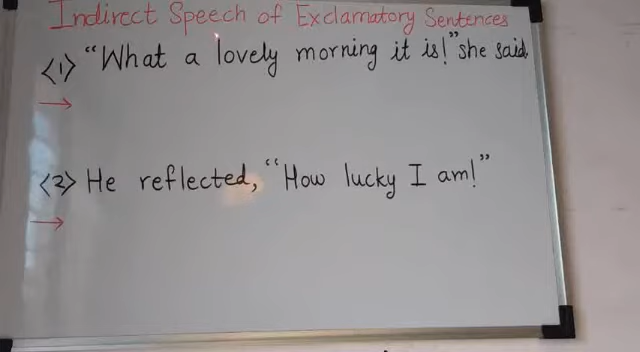 Indirect Speech of Exclamatory Sentences
<1> "What a lovely morning it is!" she said.
→
<2> He reflected, "How lucky I am!"
→